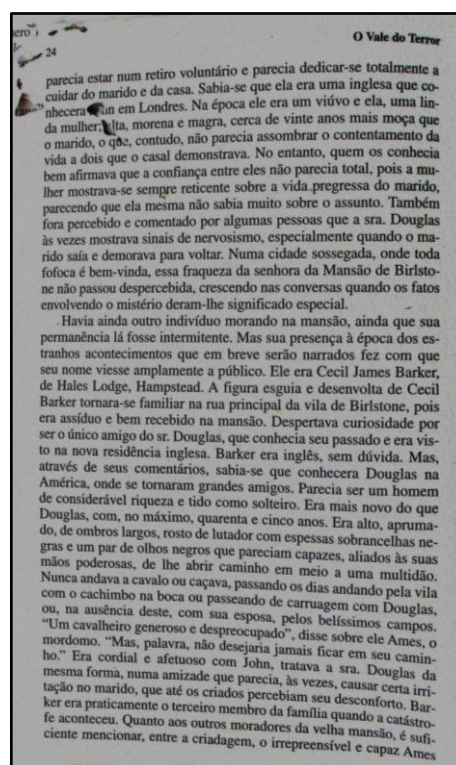 O Vale do Terror
24
parecia estar num retiro voluntário e parecia dedicar-se totalmente a
cuidar do marido e da casa. Sabia-se que ela era uma inglesa que co-
nhecera em Londres. Na época ele era um viúvo e ela, uma lin-
da mulher; alta, morena e magra, cerca de vinte anos mais moça que
o marido, o que, contudo, não parecia assombrar o contentamento da
vida a dois que o casal demonstrava. No entanto, quem os conhecia
bem afirmava que a confiança entre eles não parecia total, pois a mu-
lher mostrava-se sempre reticente sobre a vida pregressa do marido,
parecendo que ela mesma não sabia muito sobre o assunto. Também
fora percebido e comentado por algumas pessoas que a sra. Douglas
às vezes mostrava sinais de nervosismo, especialmente quando o ma-
rido saía e demorava para voltar. Numa cidade sossegada, onde toda
fofoca é bem-vinda, essa fraqueza da senhora da Mansão de Birlsto-
ne não passou despercebida, crescendo nas conversas quando os fatos
envolvendo o mistério deram-lhe significado especial.
Havia ainda outro indivíduo morando na mansão, ainda que sua
permanência lá fosse intermitente. Mas sua presença à época dos es-
tranhos acontecimentos que em breve serão narrados fez com que
seu nome viesse amplamente a público. Ele era Cecil James Barker,
de Hales Lodge, Hampstead. A figura esguia e desenvolta de Cecil
Barker tornara-se familiar na rua principal da vila de Birlstone, pois
era assíduo e bem recebido na mansão. Despertava curiosidade por
ser o único amigo do sr. Douglas, que conhecia seu passado e era vis-
to na nova residência inglesa. Barker era inglês, sem dúvida. Mas,
através de seus comentários, sabia-se que conhecera Douglas na
América, onde se tornaram grandes amigos. Parecia ser um homem
de considerável riqueza e tido como solteiro. Era mais novo do que
Douglas, com, no máximo, quarenta e cinco anos. Era alto, apruma-
do, de ombros largos, rosto de lutador com espessas sobrancelhas ne-
gras e um par de olhos negros que pareciam capazes, aliados às suas
mãos poderosas, de lhe abrir caminho em meio a uma multidão.
Nunca andava a cavalo ou caçava, passando os dias andando pela vila
com o cachimbo na boca ou passeando de carruagem com Douglas,
ou, na ausência deste, com sua esposa, pelos belíssimos campos.
“Um cavalheiro generoso e despreocupado”, disse sobre ele Ames, o
mordomo. “Mas, palavra, não desejaria jamais ficar em seu camin-
ho.” Era cordial e afetuoso com John, tratava a sra. Douglas da
mesma forma, numa amizade que parecia, às vezes, causar certa irri-
tação no marido, que até os criados percebiam seu desconforto. Bar-
ker era praticamente o terceiro membro da família quando a catástro-
fe aconteceu. Quanto aos outros moradores da velha mansão, é sufi-
ciente mencionar, entre a criadagem, o irrepreensível e capaz Ames